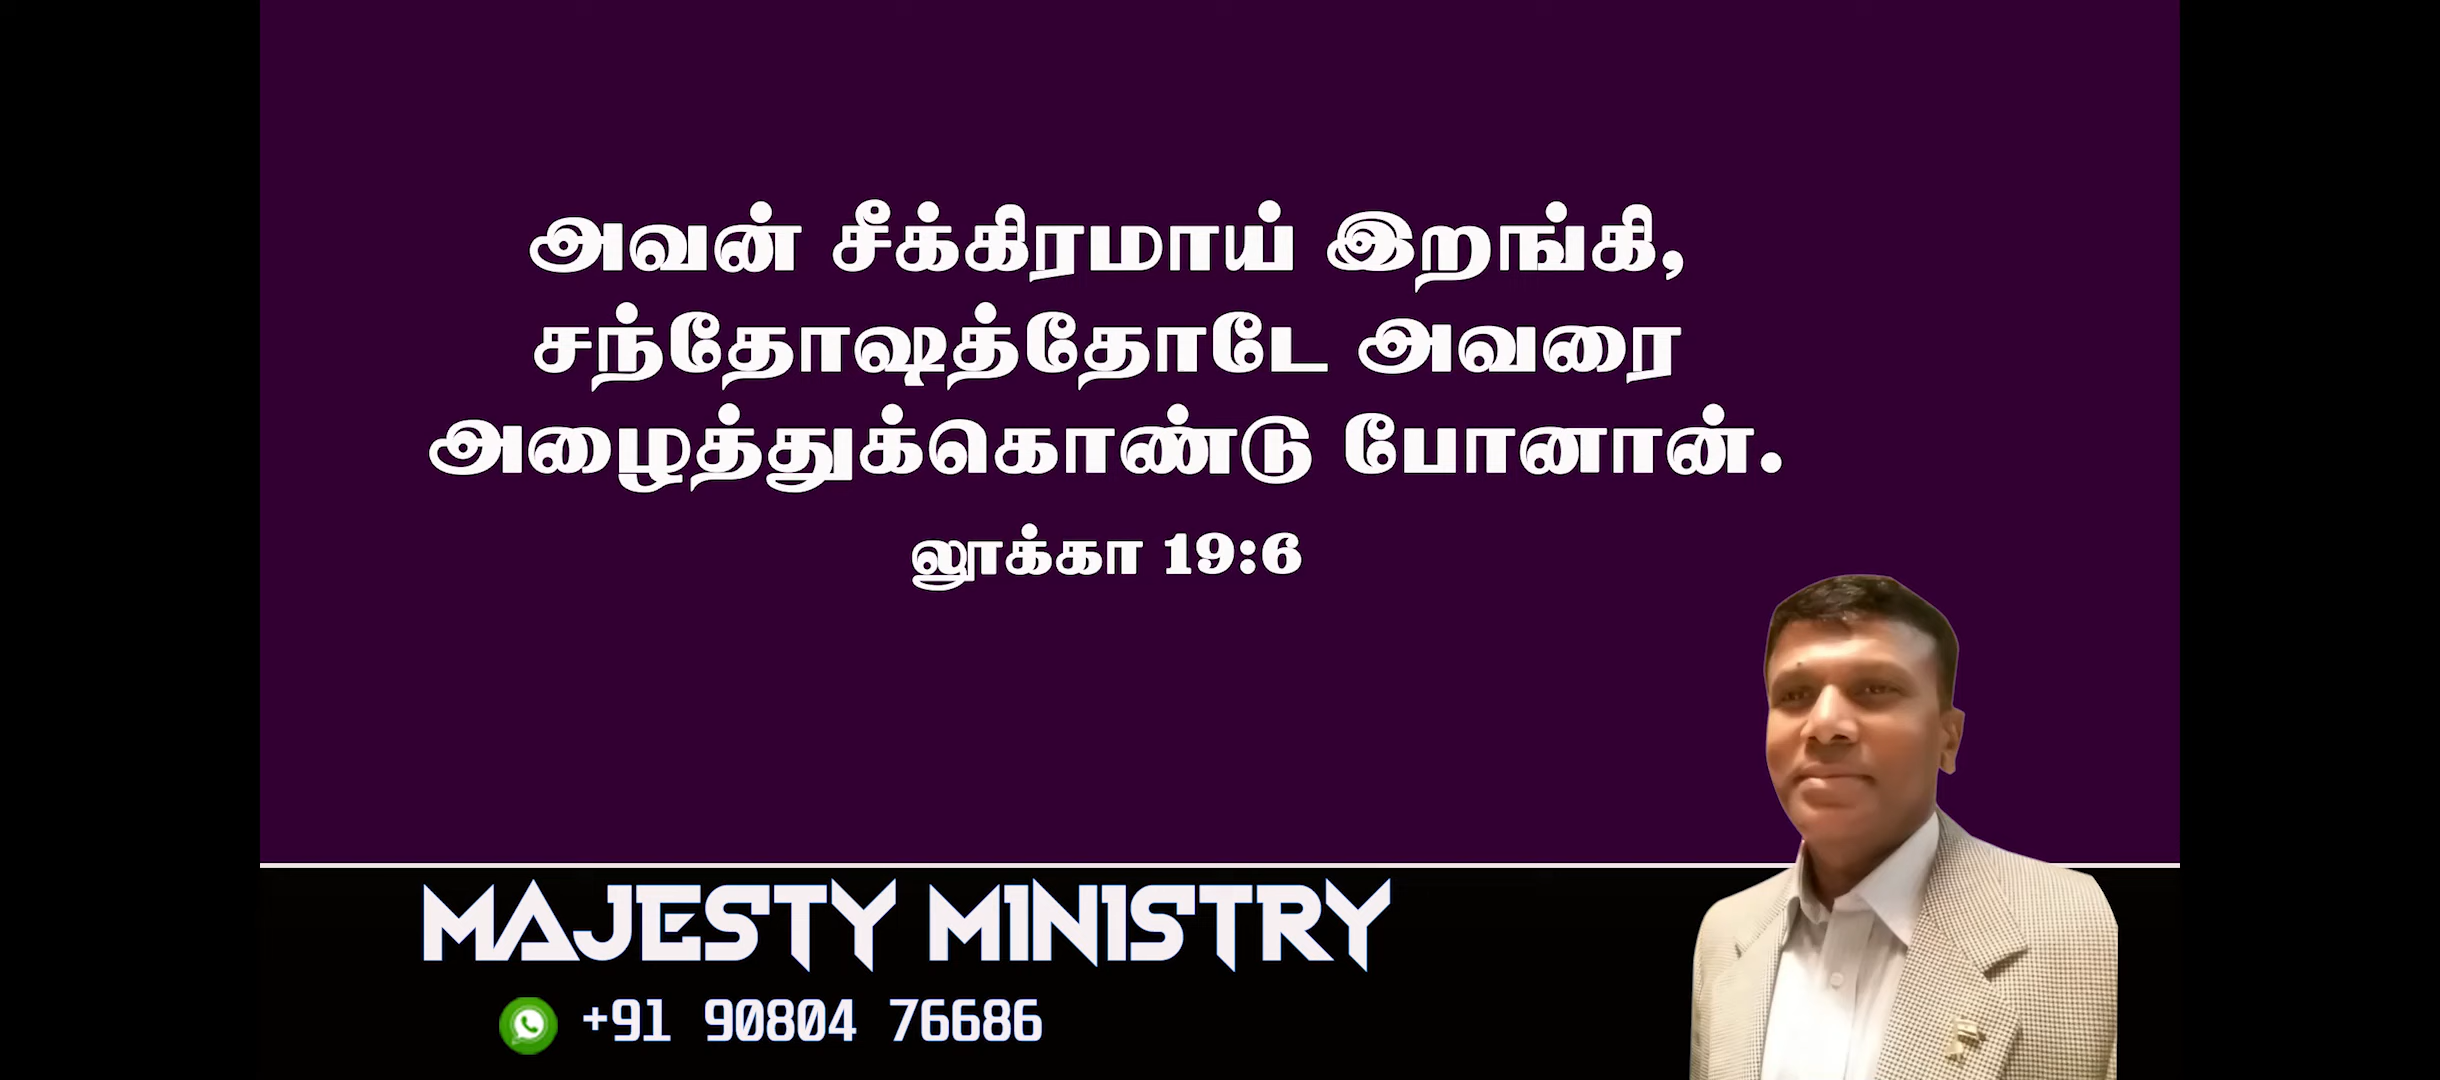 அவன் சீக்கிரமாய் இறங்கி,
சந்தோஷத்தோடே அவரை
அழைத்துக்கொண்டு போனான்.
லூக்கா 19:6
MAJESTY MINISTRY
+91 90804 76686